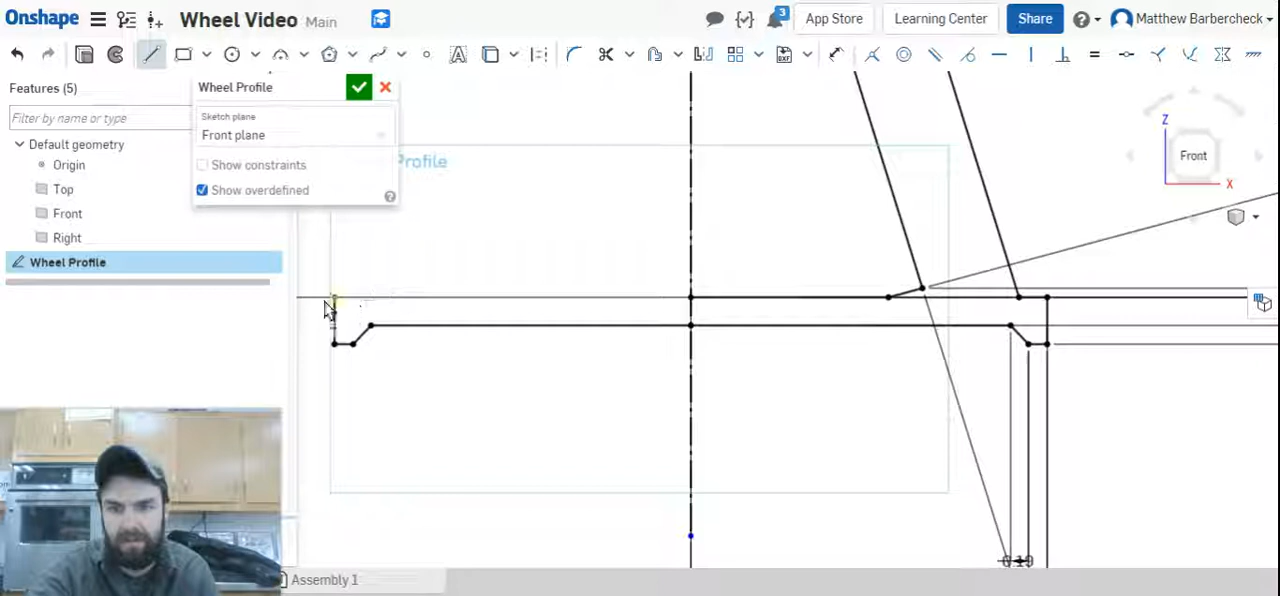 Onshape
Wheel Video Main
3
App Store
Learning Center
Share
Matthew Barbercheck
Features (5)
Filter by name or type
Default geometry
Origin
Top
Front
Right
Wheel Profile
Wheel Profile
Sketch plane
Front plane
Show constraints
Show overdefined
Profile
Z
Front
X
Assembly 1